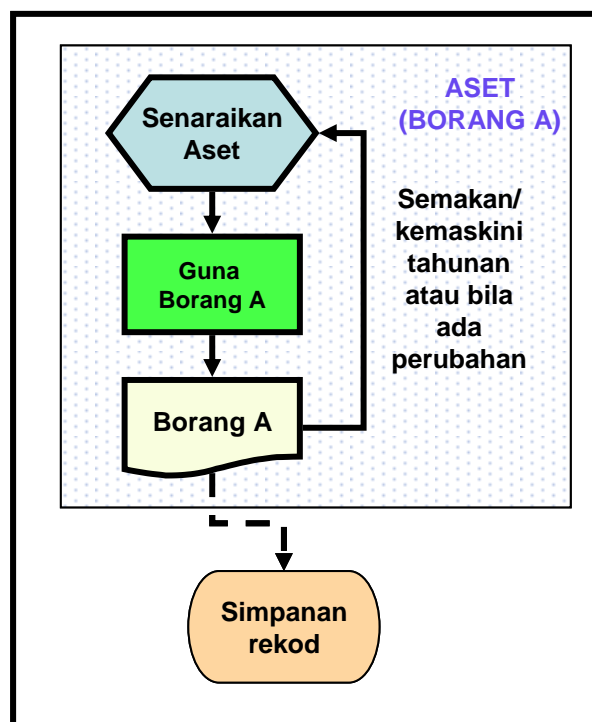 Senaraikan
Aset
ASET
(BORANG A)
Semakan/
kemaskini
tahunan
atau bila
ada
perubahan
Guna
Borang A
Borang A
Simpanan
rekod